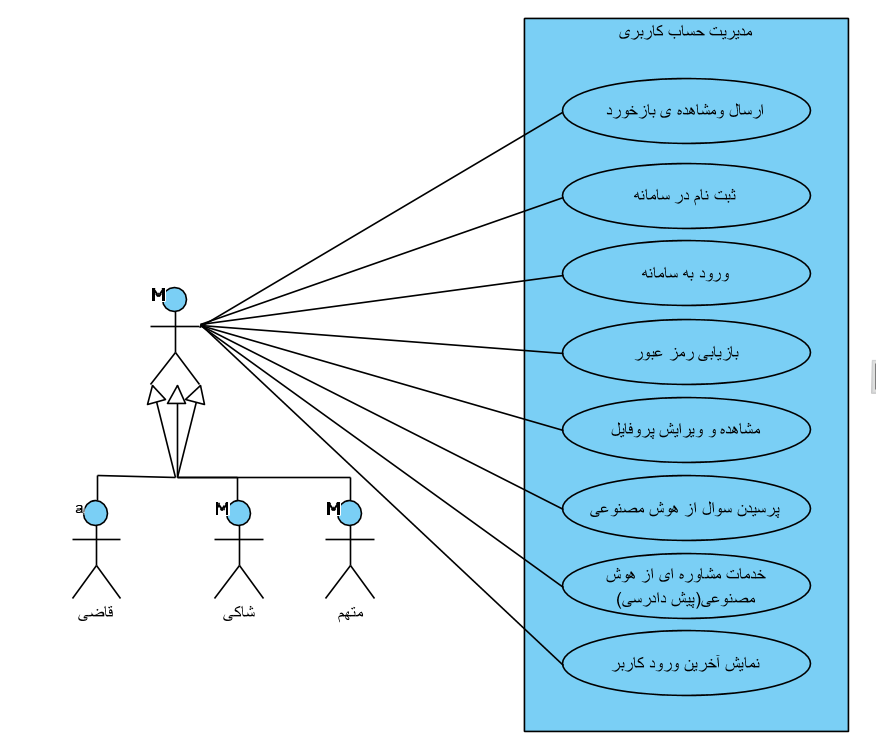 مدیریت حساب کاربری
ارسال ومشاهده ی بازخورد
ثبت نام در سامانه
ورود به سامانه
بازیابی رمز عبور
مشاهده و ویرایش پروفایل
پرسیدن سوال از هوش مصنوعی
خدمات مشاوره ای از هوش
مصنوعی(پیش دادرسی)
نمایش آخرین ورود کاربر
M
a
M
M
قاضی
شاکی
متهم